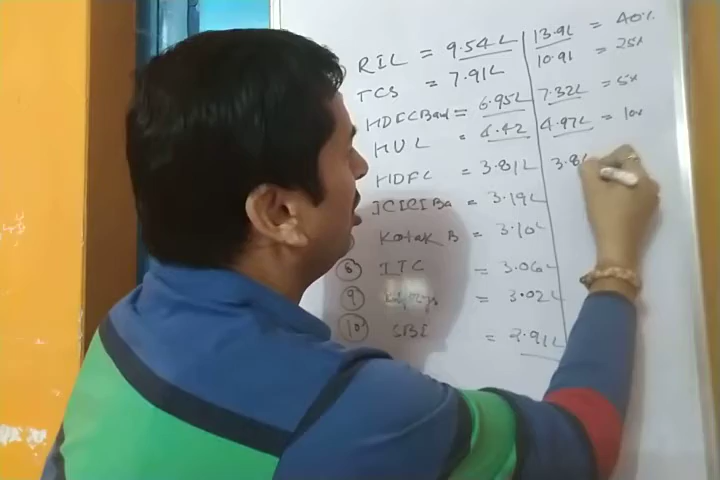 RIL = 9.54L 13.9L = 40%
TCS = 7.91L 10.91 = 25%
HDFC Bank = 6.95L 7.32L = 5%
HUL = 4.42 4.97L = 10%
HDFC = 3.81L 3.8
ICICI Ba = 3.19L
Kotak B = 3.10L
8 ITC = 3.06L
9 = 3.02L
10 SBI = 2.91L